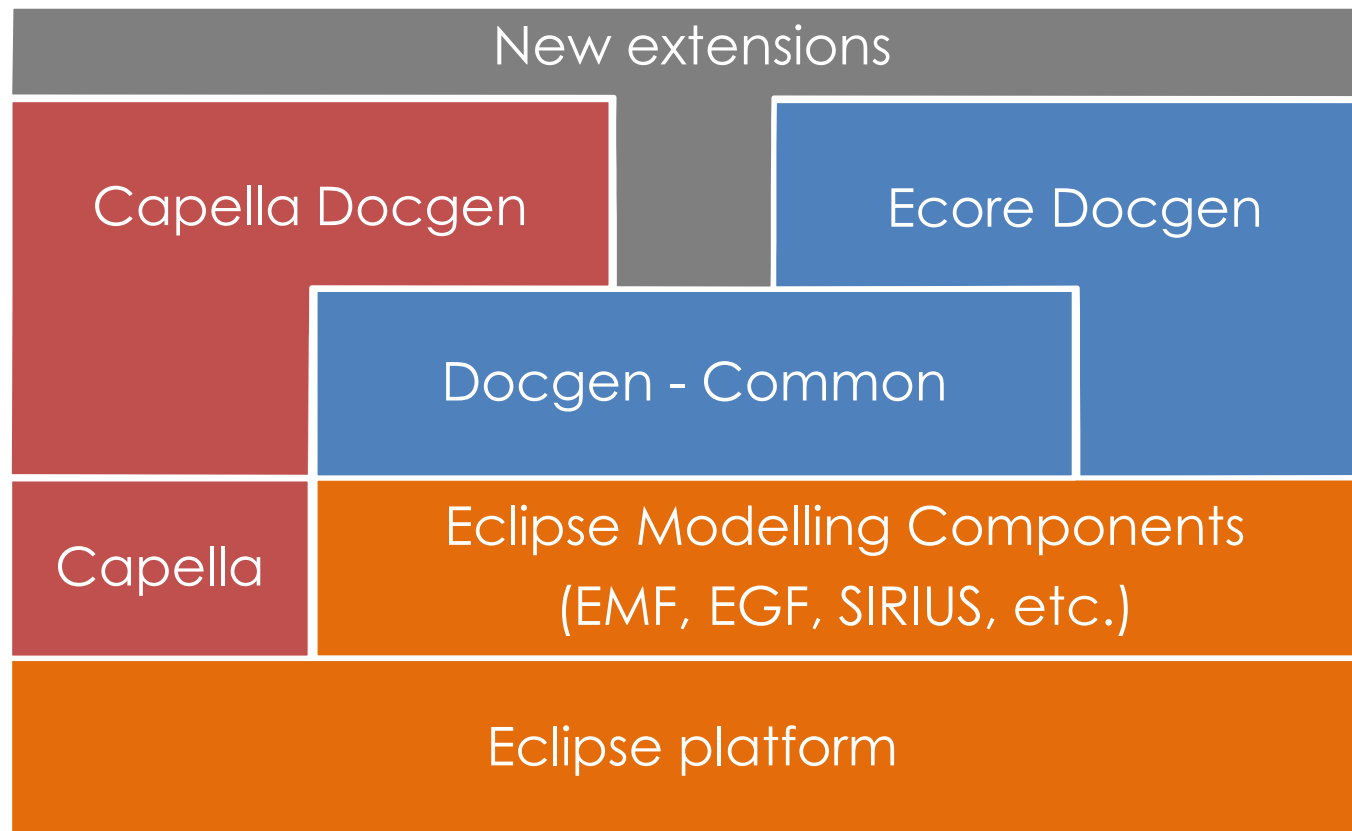 New extensions
Capella Docgen
Ecore Docgen
Docgen - Common
Capella
Eclipse Modelling Components
(EMF, EGF, SIRIUS, etc.)
Eclipse platform